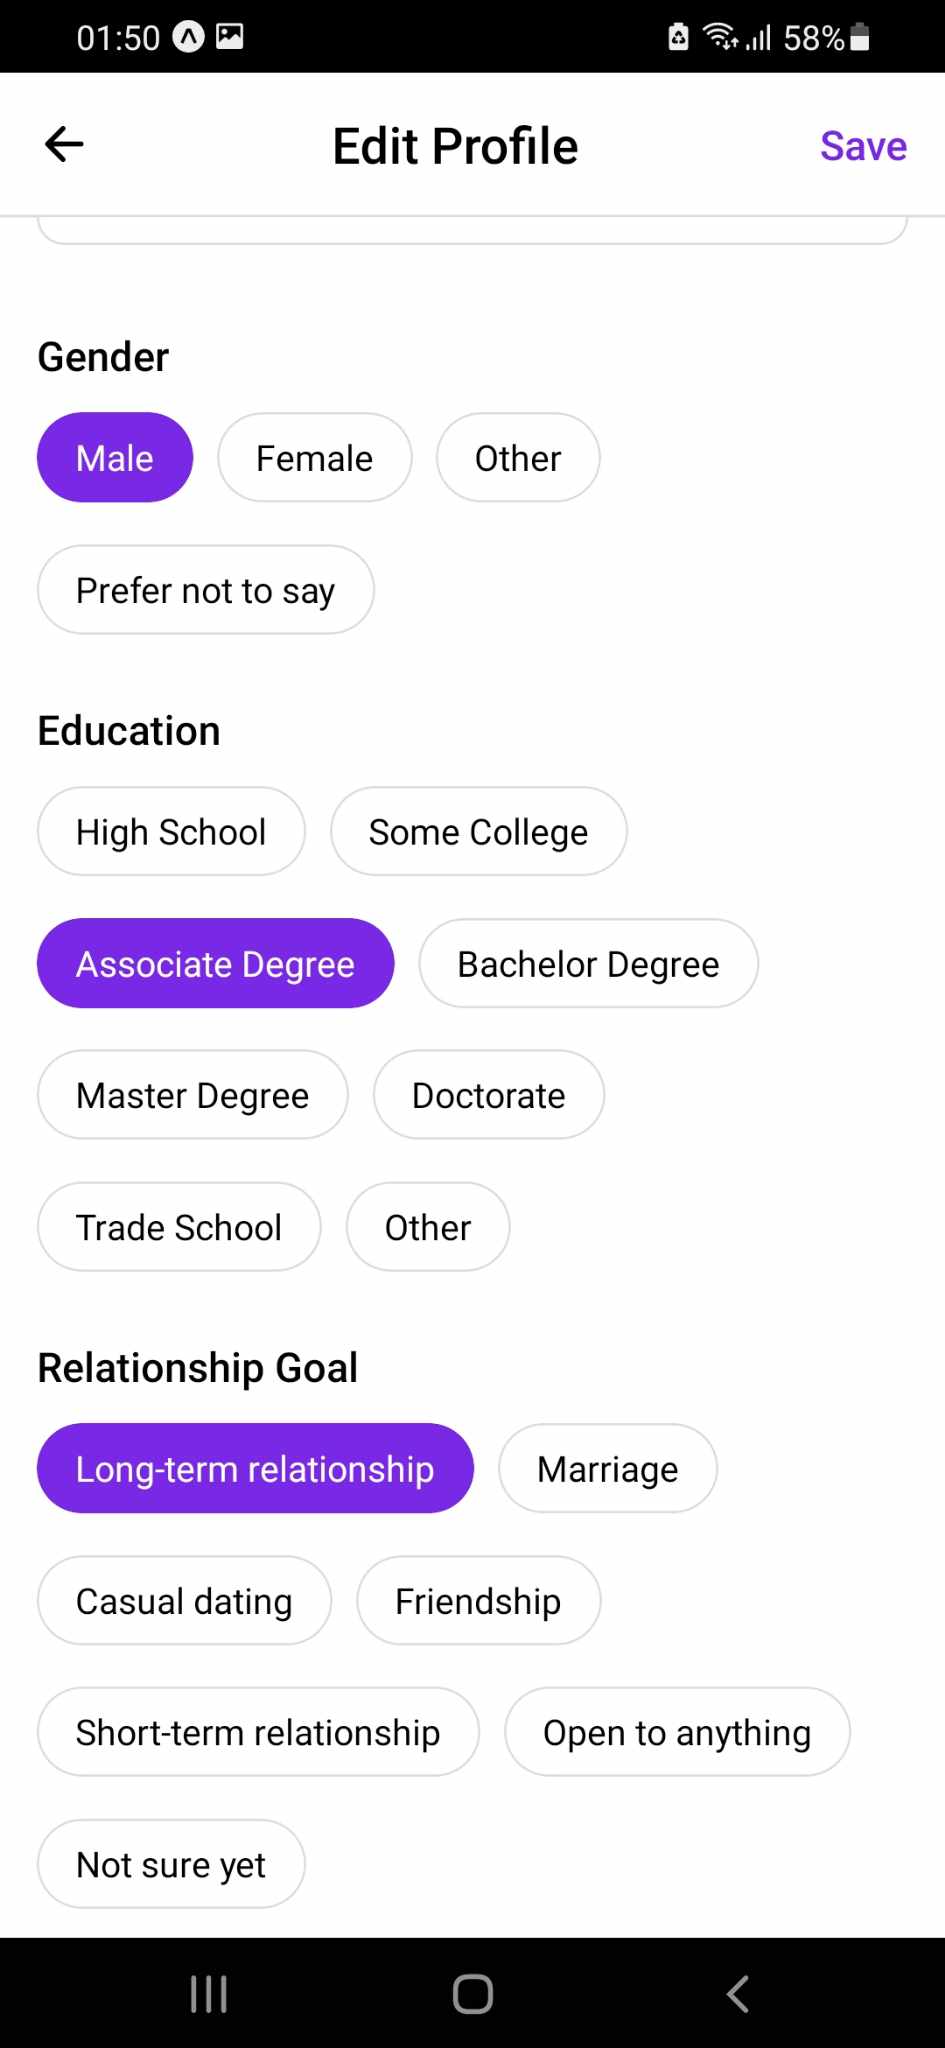 01:50 58%
Edit Profile Save
Gender
Male Female Other
Prefer not to say
Education
High School Some College
Associate Degree Bachelor Degree
Master Degree Doctorate
Trade School Other
Relationship Goal
Long-term relationship Marriage
Casual dating Friendship
Short-term relationship Open to anything
Not sure yet